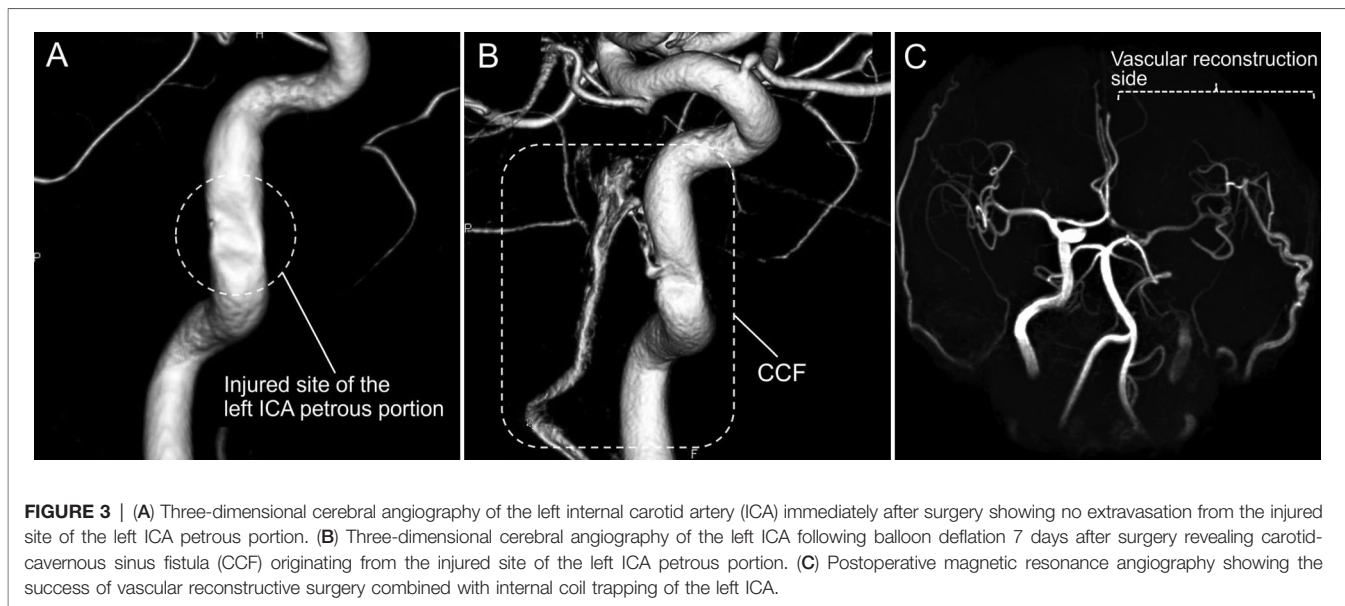 A
H
P
Injured site of the
left ICA petrous portion
B
P
CCF
F
C
Vascular reconstruction
side
FIGURE 3 | (A) Three-dimensional cerebral angiography of the left internal carotid artery (ICA) immediately after surgery showing no extravasation from the injured
site of the left ICA petrous portion. (B) Three-dimensional cerebral angiography of the left ICA following balloon deflation 7 days after surgery revealing carotid-
cavernous sinus fistula (CCF) originating from the injured site of the left ICA petrous portion. (C) Postoperative magnetic resonance angiography showing the
success of vascular reconstructive surgery combined with internal coil trapping of the left ICA.